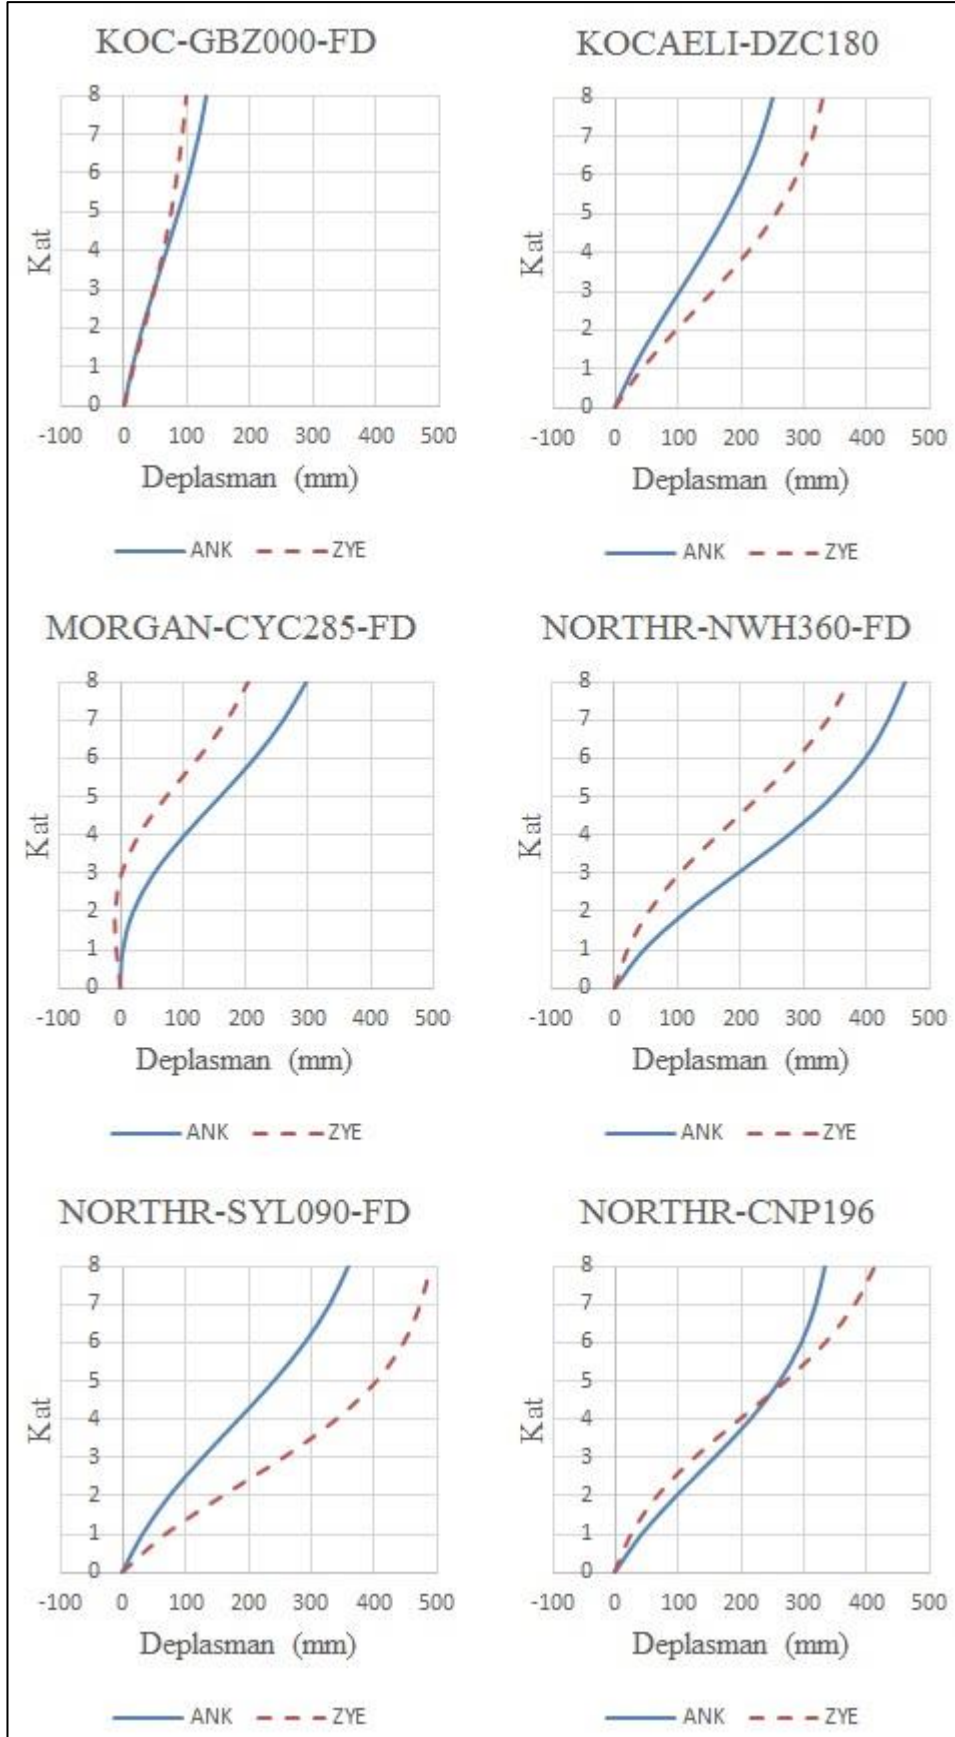 KOC-GBZ000-FD
8
7
6
5
4
3
2
1
0
Kat
-100 0 100 200 300 400 500
Deplasman (mm)
ANK ZYE
KOCAELI-DZC180
8
7
6
5
4
3
2
1
0
Kat
-100 0 100 200 300 400 500
Deplasman (mm)
ANK ZYE
MORGAN-CYC285-FD
8
7
6
5
4
3
2
1
0
Kat
-100 0 100 200 300 400 500
Deplasman (mm)
ANK ZYE
NORTHR-NWH360-FD
8
7
6
5
4
3
2
1
0
Kat
-100 0 100 200 300 400 500
Deplasman (mm)
ANK ZYE
NORTHR-SYL090-FD
8
7
6
5
4
3
2
1
0
Kat
-100 0 100 200 300 400 500
Deplasman (mm)
ANK ZYE
NORTHR-CNP196
8
7
6
5
4
3
2
1
0
Kat
-100 0 100 200 300 400 500
Deplasman (mm)
ANK ZYE